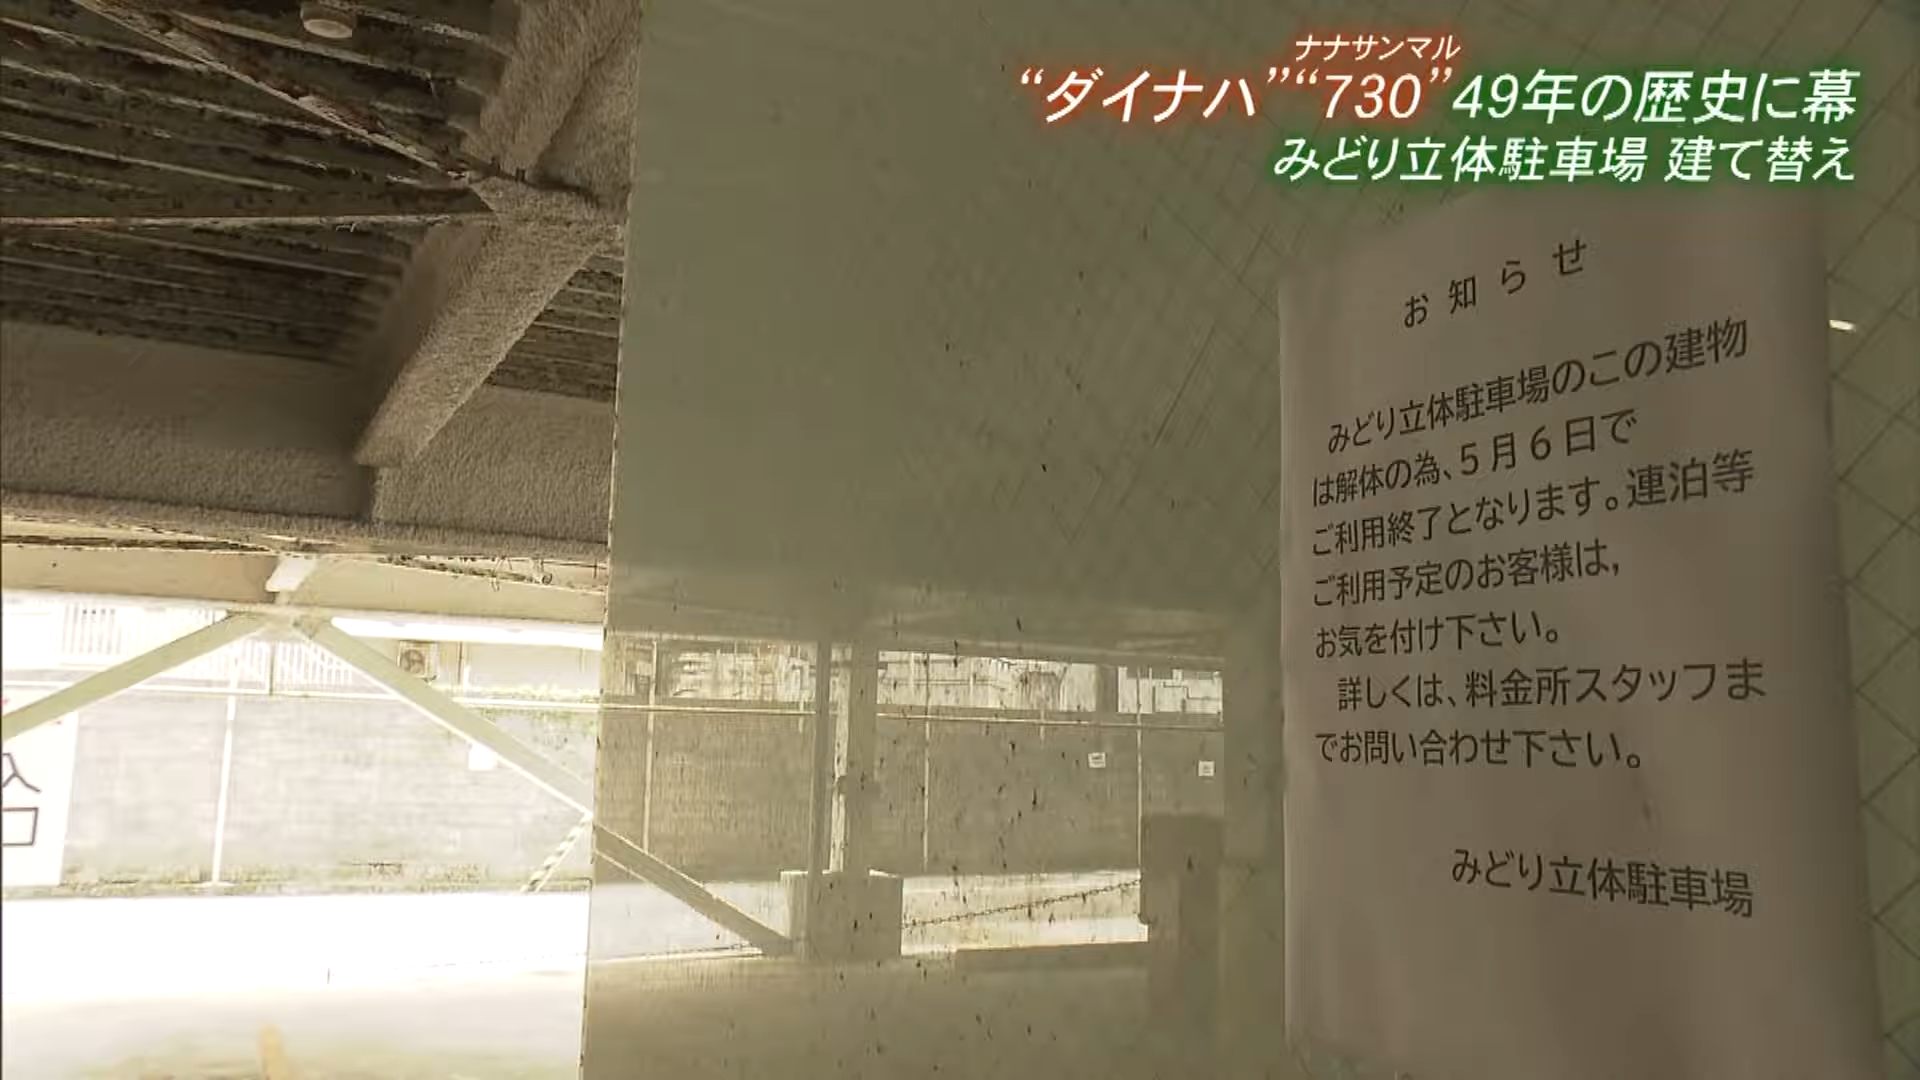 ナナサンマル
“ダイナハ”“730”49年の歴史に幕
みどり立体駐車場 建て替え
お知らせ
みどり立体駐車場のこの建物
は解体の為、5月6日で
ご利用終了となります。連泊等
ご利用予定のお客様は,
お気を付け下さい。
詳しくは、料金所スタッフま
でお問い合わせ下さい。
みどり立体駐車場
入
口